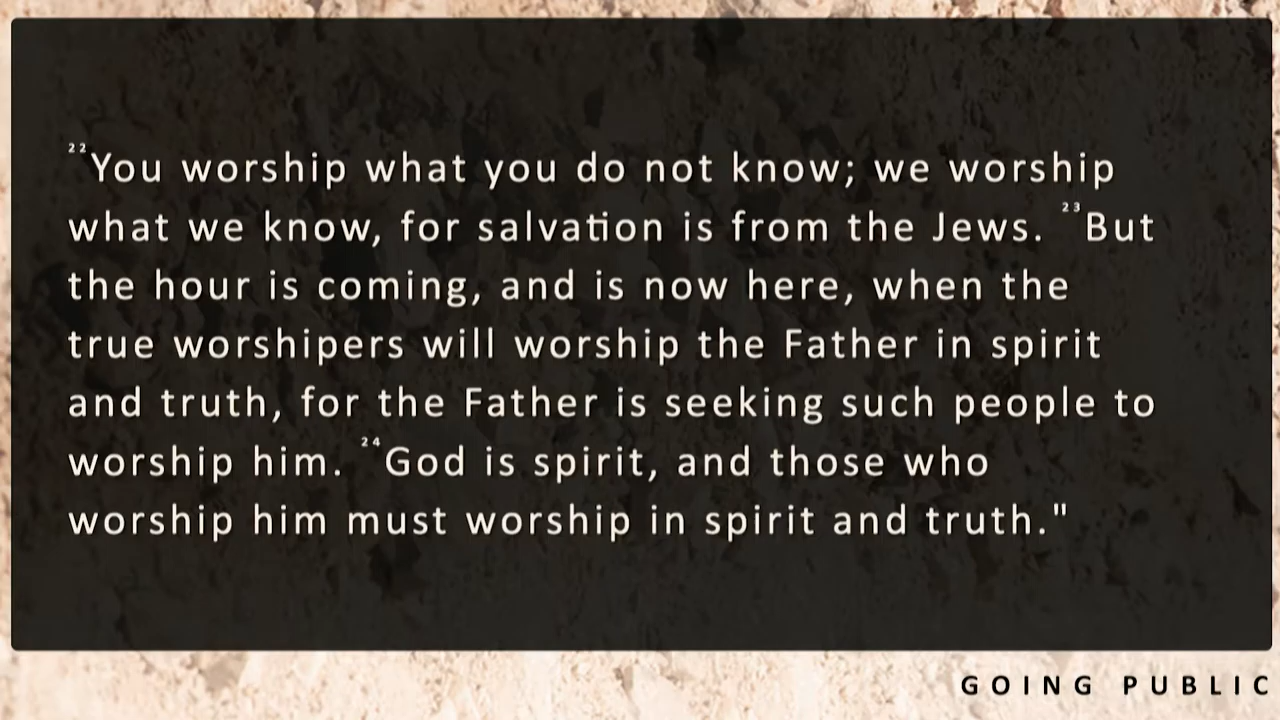 ²²You worship what you do not know; we worship
what we know, for salvation is from the Jews. ²³But
the hour is coming, and is now here, when the
true worshipers will worship the Father in spirit
and truth, for the Father is seeking such people to
worship him. ²⁴God is spirit, and those who
worship him must worship in spirit and truth."
GOING PUBLIC